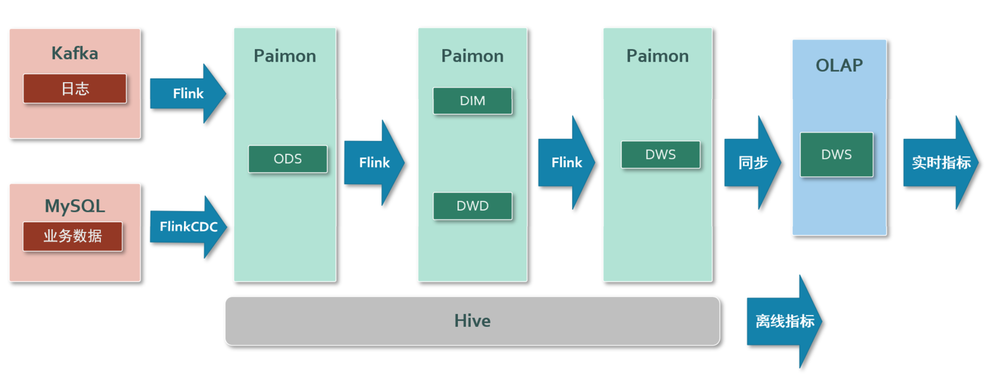 Kafka
日志
Flink
MySQL
业务数据
FlinkCDC
Paimon
ODS
Flink
Paimon
DIM
DWD
Flink
Paimon
DWS
同步
OLAP
DWS
实时指标
Hive
离线指标